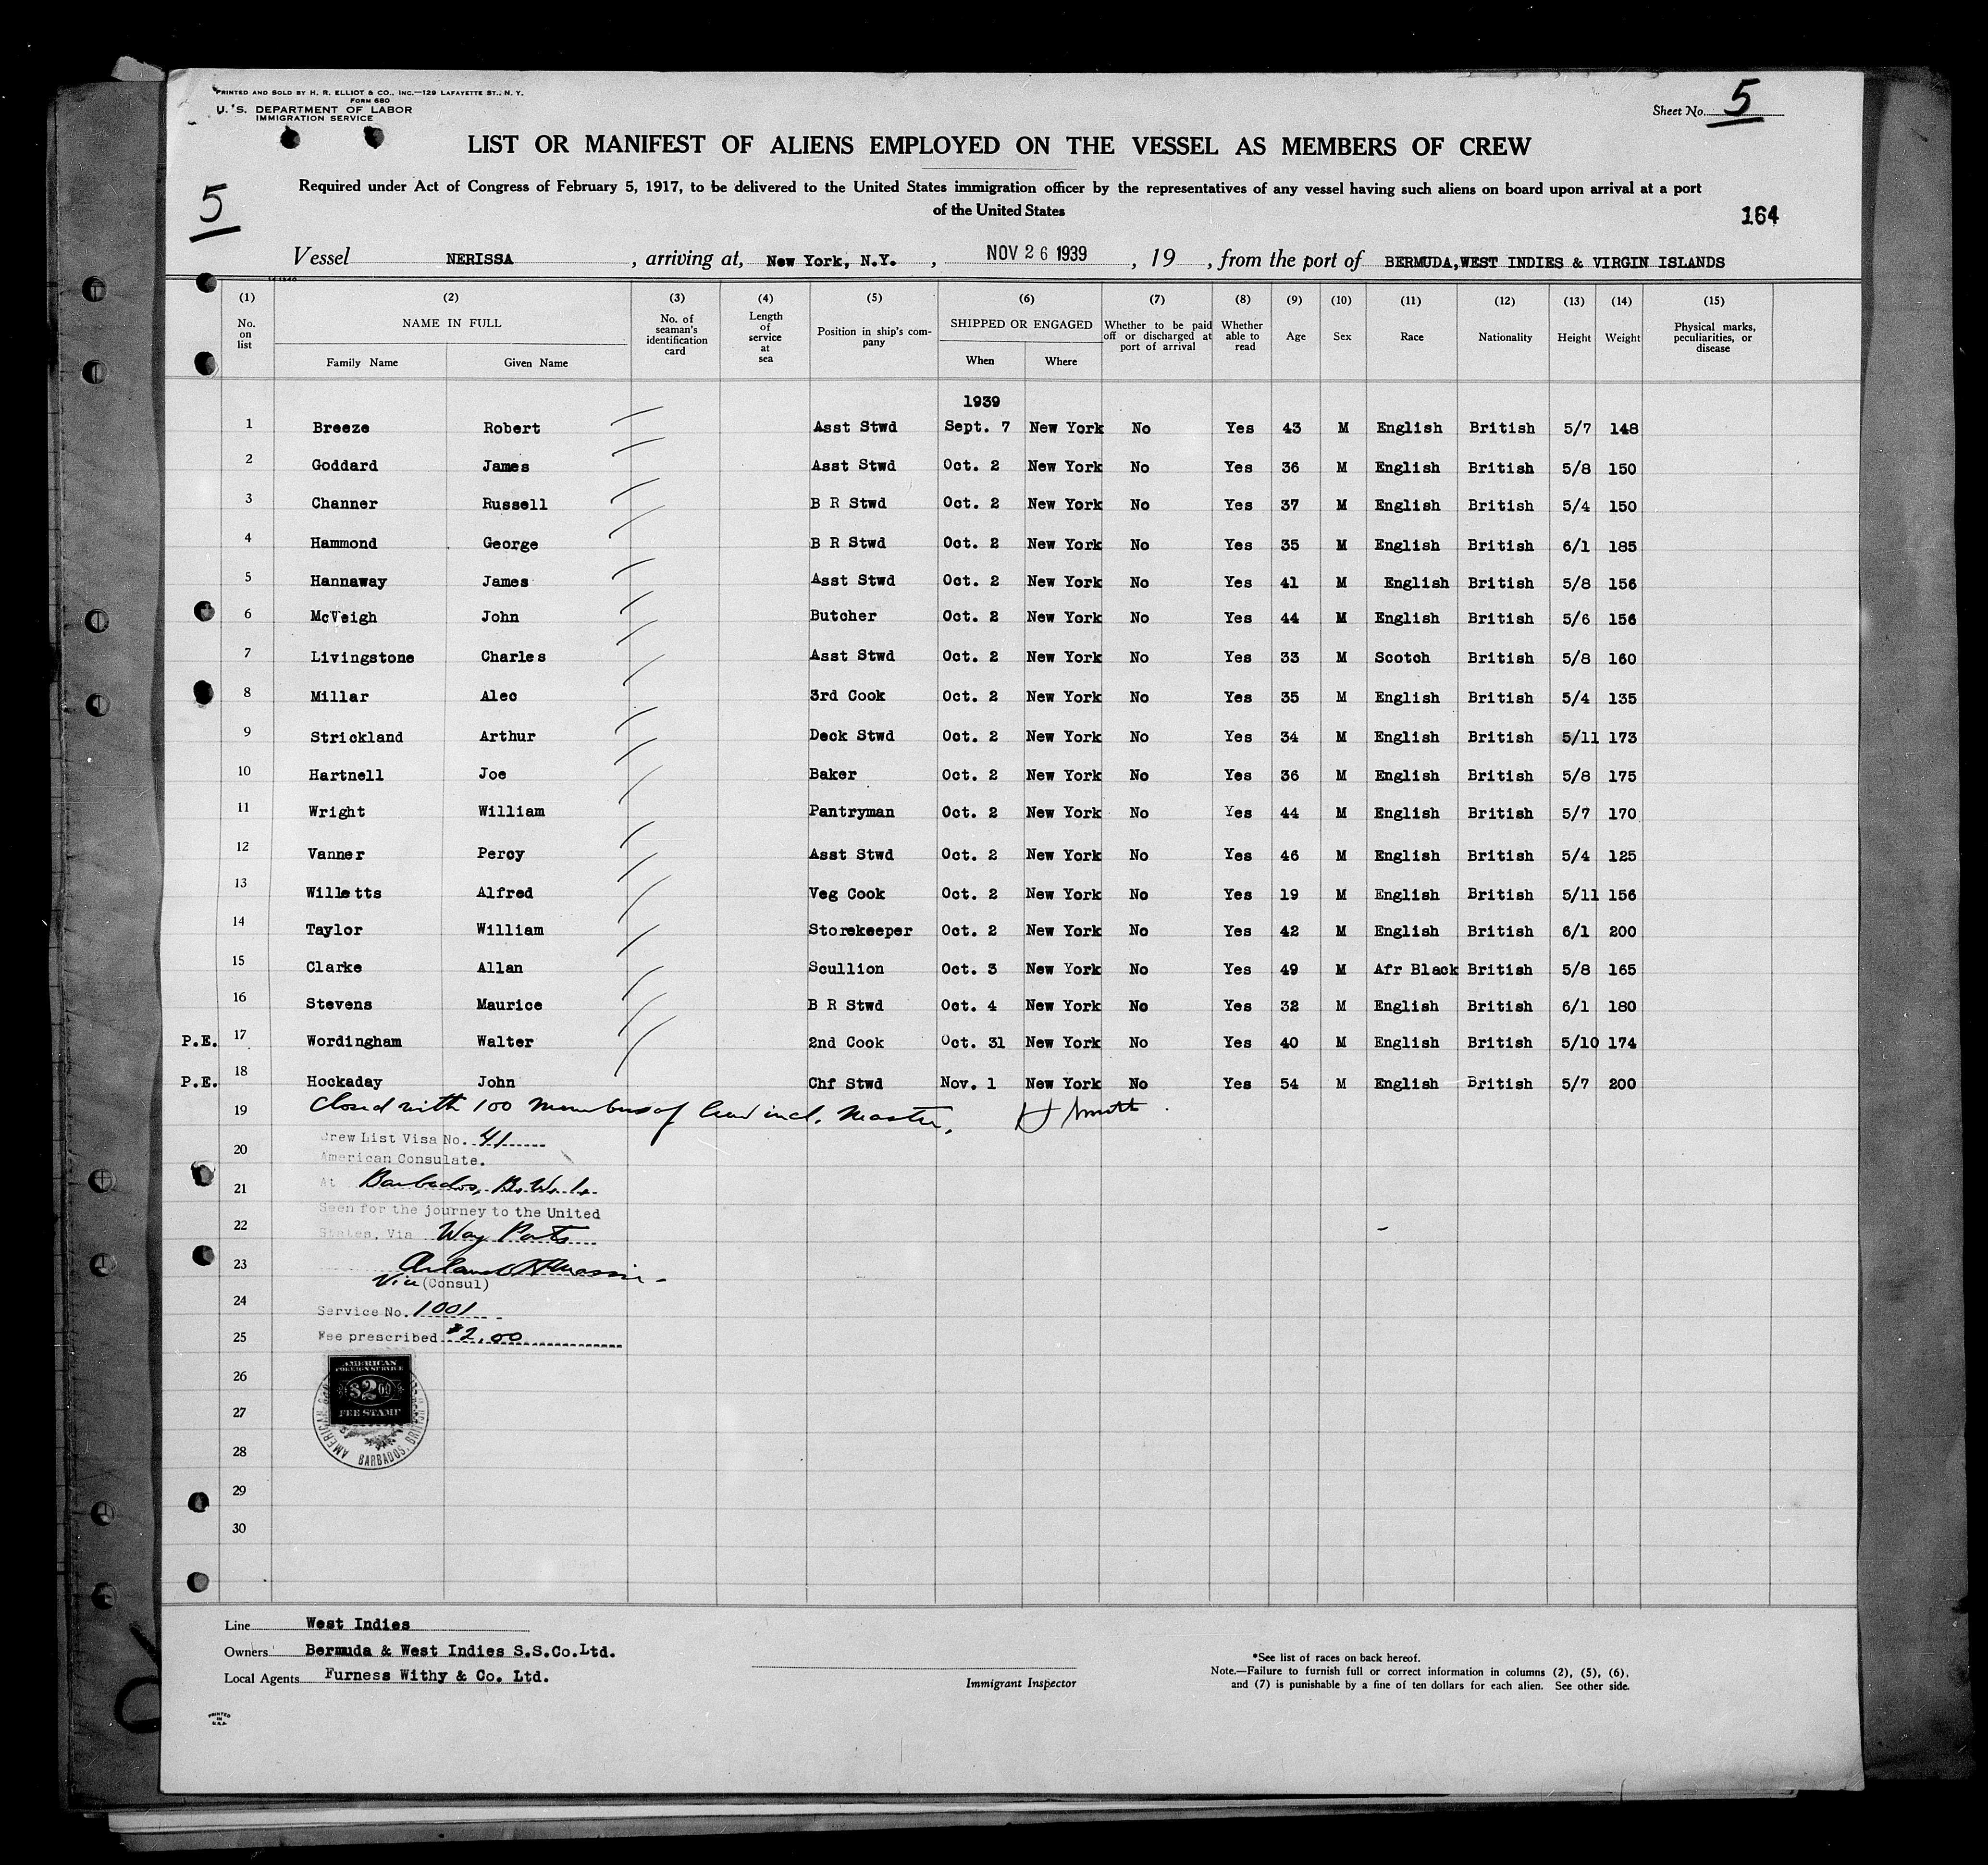 PRINTED AND SOLD BY H. R. ELLIOT & CO., INC.—129 LAFAYETTE ST., N. Y.
FORM 680
U. S. DEPARTMENT OF LABOR
IMMIGRATION SERVICE
Sheet No. 5
LIST OR MANIFEST OF ALIENS EMPLOYED ON THE VESSEL AS MEMBERS OF CREW
Required under Act of Congress of February 5, 1917, to be delivered to the United States immigration officer by the representatives of any vessel having such aliens on board upon arrival at a port
of the United States
5
164
Vessel NERISSA, arriving at, New York, N.Y., NOV 26 1939, 19 , from the port of BERMUDA,WEST INDIES & VIRGIN ISLANDS
(1) (2) (3) (4) (5) (6) (7) (8) (9) (10) (11) (12) (13) (14) (15)
No. on list NAME IN FULL Family Name Given Name No. of seaman's identification card Length of service at sea Position in ship's company SHIPPED OR ENGAGED When Where Whether to be paid off or discharged at port of arrival Whether able to read Age Sex Race Nationality Height Weight Physical marks, peculiarities, or disease
1939
1 Breeze Robert Asst Stwd Sept. 7 New York No Yes 43 M English British 5/7 148
2 Goddard James Asst Stwd Oct. 2 New York No Yes 36 M English British 5/8 150
3 Channer Russell B R Stwd Oct. 2 New York No Yes 37 M English British 5/4 150
4 Hammond George B R Stwd Oct. 2 New York No Yes 35 M English British 6/1 185
5 Hannaway James Asst Stwd Oct. 2 New York No Yes 41 M English British 5/8 156
6 McVeigh John Butcher Oct. 2 New York No Yes 44 M English British 5/6 156
7 Livingstone Charles Asst Stwd Oct. 2 New York No Yes 33 M Scotch British 5/8 160
8 Millar Alec 3rd Cook Oct. 2 New York No Yes 35 M English British 5/4 135
9 Strickland Arthur Deck Stwd Oct. 2 New York No Yes 34 M English British 5/11 173
10 Hartnell Joe Baker Oct. 2 New York No Yes 36 M English British 5/8 175
11 Wright William Pantryman Oct. 2 New York No Yes 44 M English British 5/7 170
12 Vanner Percy Asst Stwd Oct. 2 New York No Yes 46 M English British 5/4 125
13 Willetts Alfred Veg Cook Oct. 2 New York No Yes 19 M English British 5/11 156
14 Taylor William Storekeeper Oct. 2 New York No Yes 42 M English British 6/1 200
15 Clarke Allan Scullion Oct. 3 New York No Yes 49 M Afr Black British 5/8 165
16 Stevens Maurice B R Stwd Oct. 4 New York No Yes 32 M English British 6/1 180
P.E. 17 Wordingham Walter 2nd Cook Oct. 31 New York No Yes 40 M English British 5/10 174
P.E. 18 Hockaday John Chf Stwd Nov. 1 New York No Yes 54 M English British 5/7 200
19 Closed with 100 Members of Crew incl. Master.
Crew List Visa No. 41
20 American Consulate.
21 At Barbados, B.W.I.
Seen for the journey to the United
22 States, Via Way Ports
23
Vice (Consul)
24 Service No. 1001
25 Fee prescribed $2.00
26 AMERICAN FOREIGN SERVICE
$2.00
27 FEE STAMP
28 BARBADOS, BRITISH
29
30
Line West Indies
Owners Bermuda & West Indies S.S.Co.Ltd.
Local Agents Furness Withy & Co. Ltd.
Immigrant Inspector
*See list of races on back hereof.
Note.—Failure to furnish full or correct information in columns (2), (5), (6),
and (7) is punishable by a fine of ten dollars for each alien. See other side.
PRINTED
IN
U.S.A.